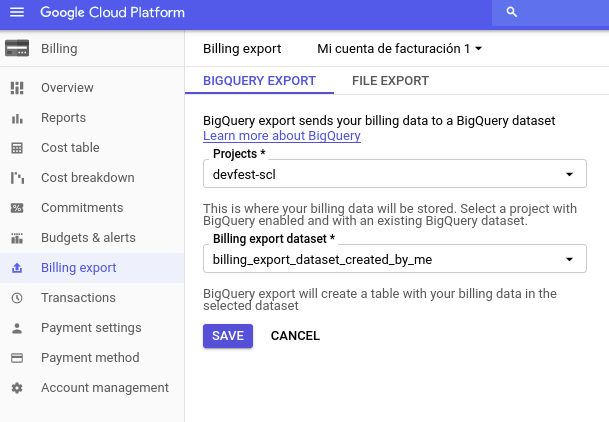 Google Cloud Platform
Billing
Overview
Reports
Cost table
Cost breakdown
Commitments
Budgets & alerts
Billing export
Transactions
Payment settings
Payment method
Account management
Billing export Mi cuenta de facturación 1
BIGQUERY EXPORT FILE EXPORT
BigQuery export sends your billing data to a BigQuery dataset
Learn more about BigQuery
Projects *
devfest-scl
This is where your billing data will be stored. Select a project with
BigQuery enabled and with an existing BigQuery dataset.
Billing export dataset *
billing_export_dataset_created_by_me
BigQuery export will create a table with your billing data in the
selected dataset
SAVE CANCEL